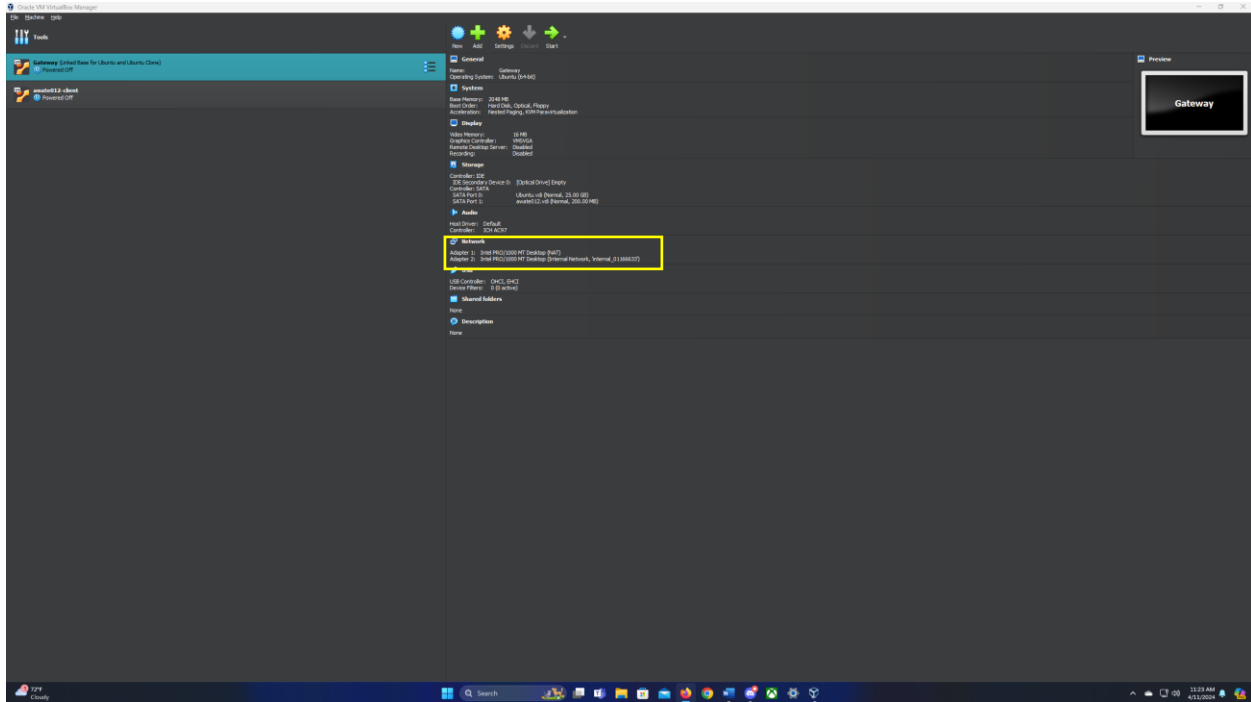 Oracle VM VirtualBox Manager
File Machine Help
Tools
New Add Settings Discard Start
Gateway (Linked Base for Ubuntu and Ubuntu Clone)
Powered Off
awate012-client
Powered Off
General
Name: Gateway
Operating System: Ubuntu (64-bit)
System
Base Memory: 2048 MB
Boot Order: Hard Disk, Optical, Floppy
Acceleration: Nested Paging, KVM Paravirtualization
Display
Video Memory: 16 MB
Graphics Controller: VMSVGA
Remote Desktop Server: Disabled
Recording: Disabled
Storage
Controller: IDE
IDE Secondary Device 0: [Optical Drive] Empty
Controller: SATA
SATA Port 0: Ubuntu.vdi (Normal, 25.00 GB)
SATA Port 1: awate012.vdi (Normal, 200.00 MB)
Audio
Host Driver: Default
Controller: ICH AC97
Network
Adapter 1: Intel PRO/1000 MT Desktop (NAT)
Adapter 2: Intel PRO/1000 MT Desktop (Internal Network, 'internal_01166633')
USB Controller: OHCI, EHCI
Device Filters: 0 (0 active)
Shared folders
None
Description
None
Preview
Gateway
72°F
Cloudy
Search
11:23 AM
4/11/2024